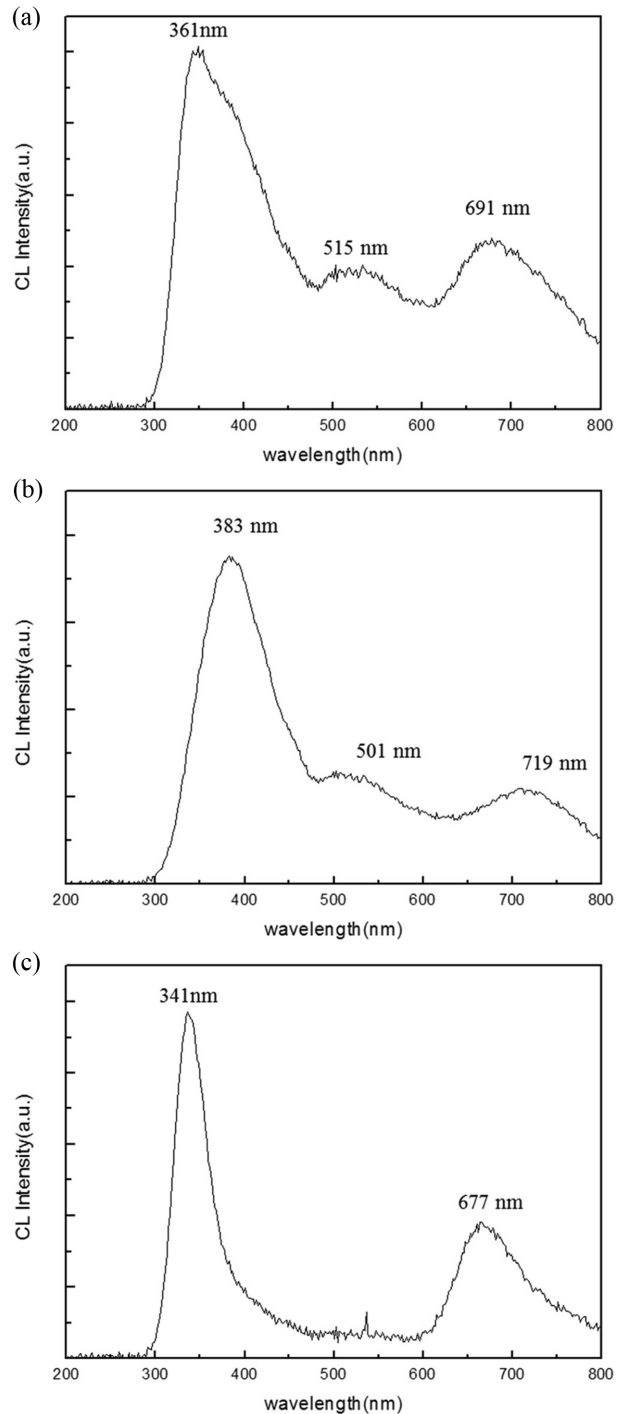 (a)
361nm
515 nm
691 nm
CL Intensity(a.u.)
200 300 400 500 600 700 800
wavelength(nm)
(b)
383 nm
501 nm
719 nm
CL Intensity(a.u.)
200 300 400 500 600 700 800
wavelength(nm)
(c)
341nm
677 nm
CL Intensity(a.u.)
200 300 400 500 600 700 800
wavelength(nm)